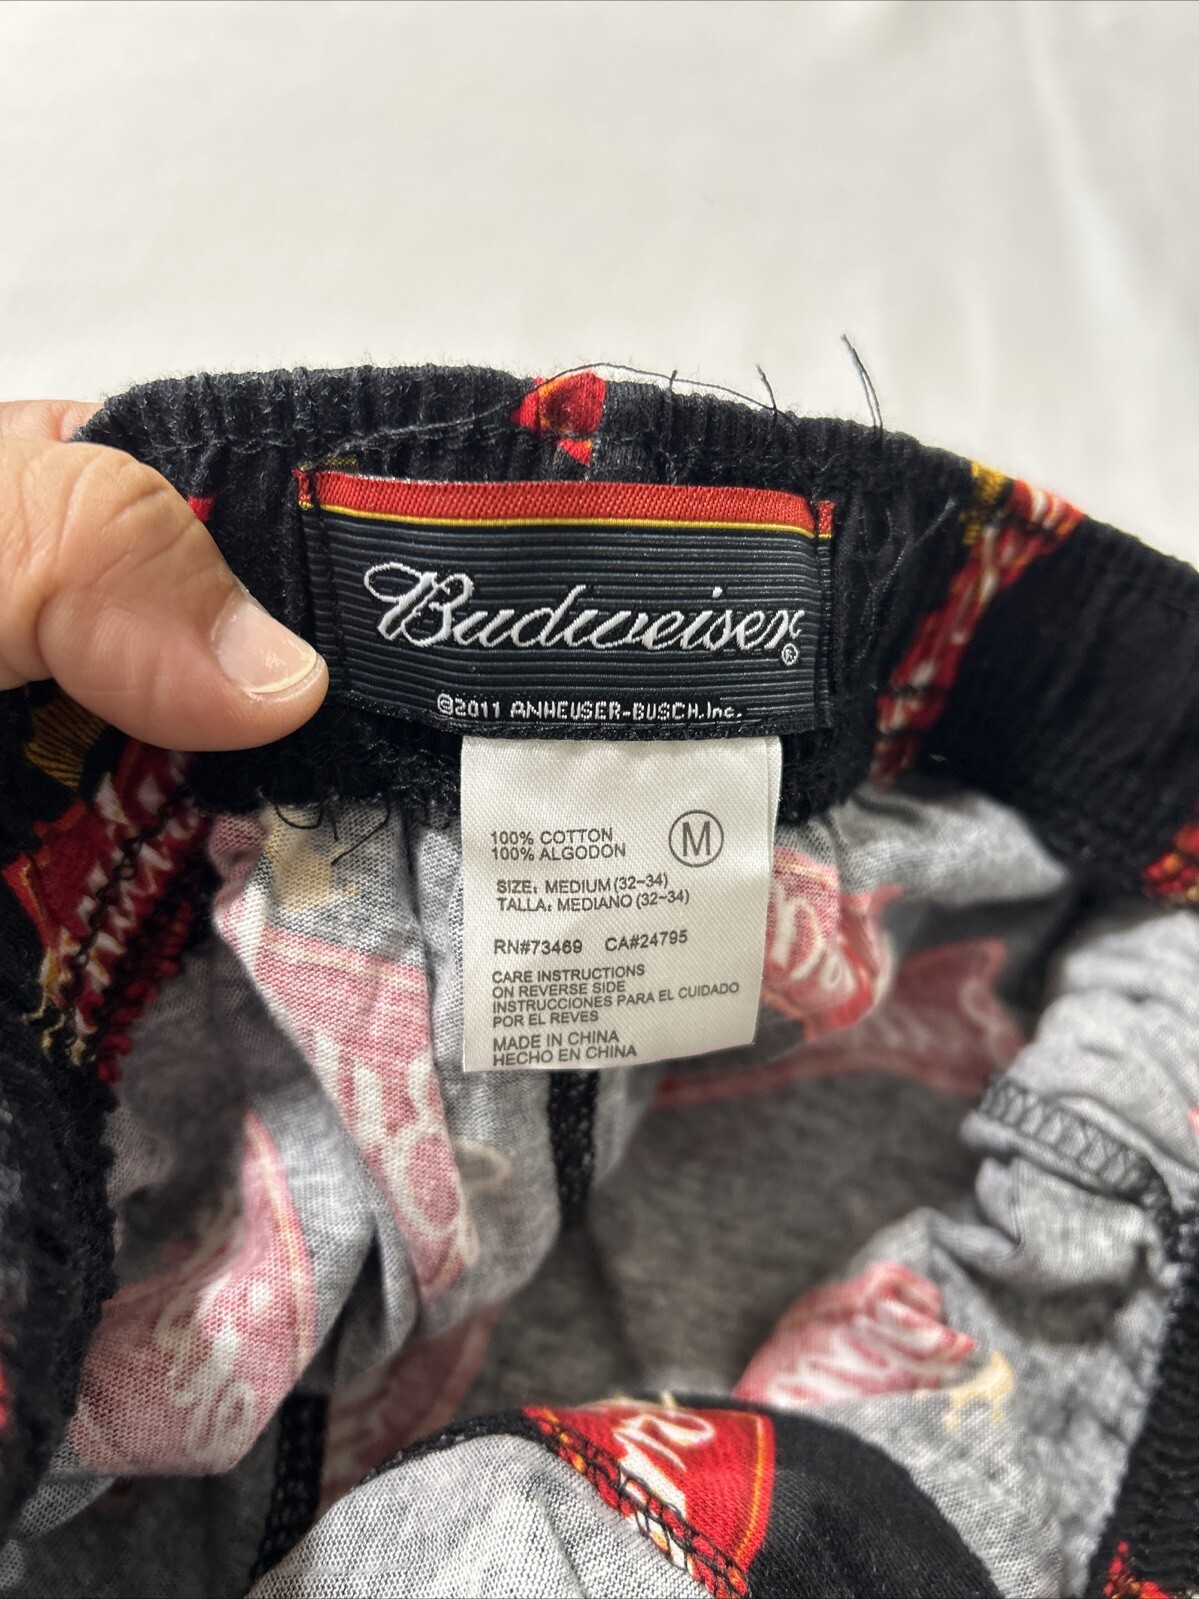 Budweiser®
©2011 ANHEUSER-BUSCH.Inc.
100% COTTON
100% ALGODON
M
SIZE: MEDIUM (32-34)
TALLA: MEDIANO (32-34)
RN#73469 CA#24795
CARE INSTRUCTIONS
ON REVERSE SIDE
INSTRUCCIONES PARA EL CUIDADO
POR EL REVES
MADE IN CHINA
HECHO EN CHINA